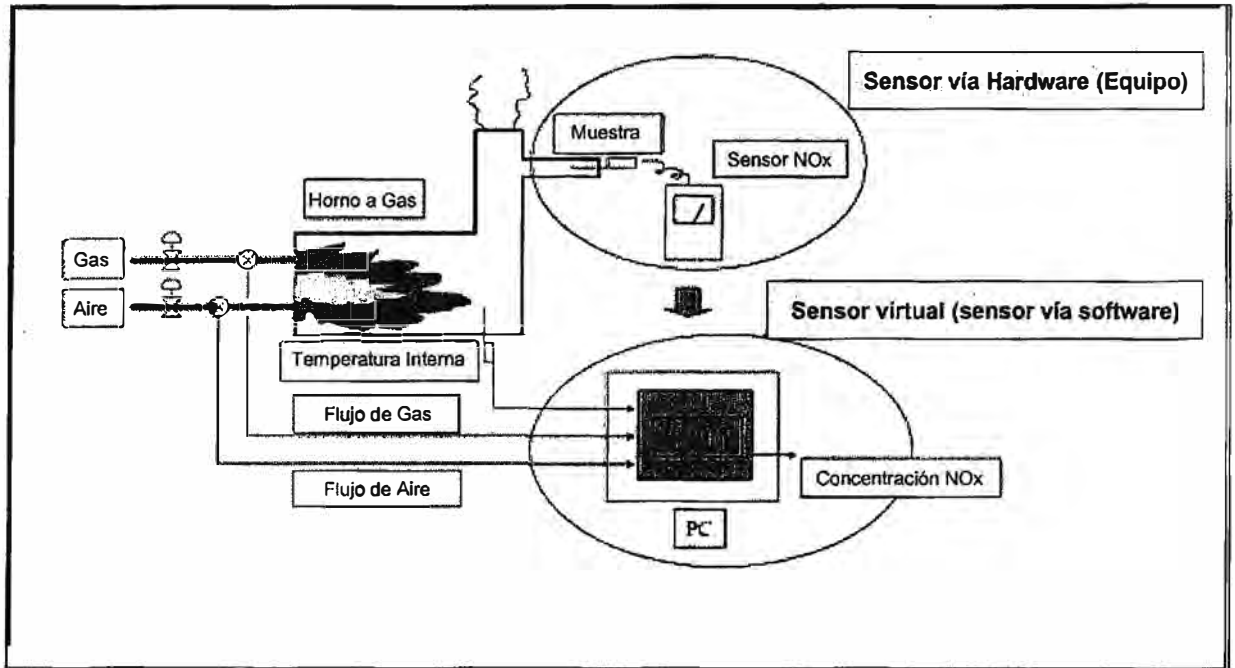 Sensor vía Hardware (Equipo)
Muestra
Sensor NOx
Horno a Gas
Gas
Aire
Sensor virtual (sensor vía software)
Temperatura Interna
Flujo de Gas
Flujo de Aire
Concentración NOx
PC